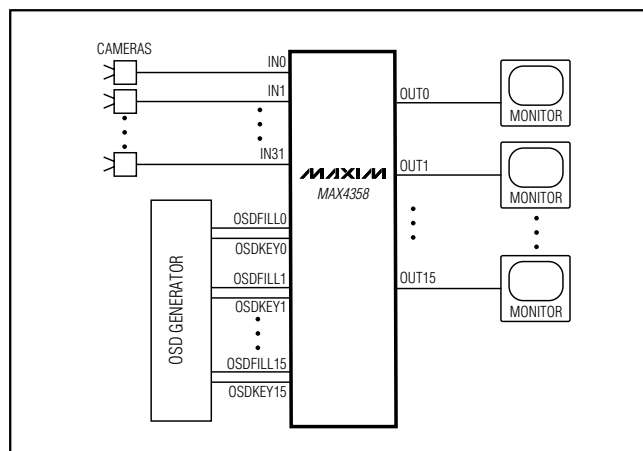 CAMERAS
IN0
IN1
IN31
OUT0
MONITOR
OUT1
MONITOR
OUT15
MONITOR
MAXIM
MAX4358
OSD GENERATOR
OSDFILL0
OSDKEY0
OSDFILL1
OSDKEY1
OSDFILL15
OSDKEY15